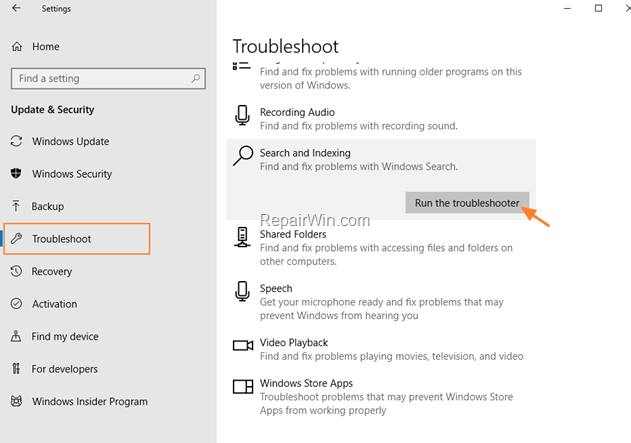 Settings
Home
Find a setting
Update & Security
Windows Update
Windows Security
Backup
Troubleshoot
Recovery
Activation
Find my device
For developers
Windows Insider Program
Troubleshoot
Find and fix problems with running older programs on this
version of Windows.
Recording Audio
Find and fix problems with recording sound.
Search and Indexing
Find and fix problems with Windows Search.
Run the troubleshooter
RepairWin.com
Shared Folders
Find and fix problems with accessing files and folders on
other computers.
Speech
Get your microphone ready and fix problems that may
prevent Windows from hearing you
Video Playback
Find and fix problems playing movies, television, and video
Windows Store Apps
Troubleshoot problems that may prevent Windows Store
Apps from working properly